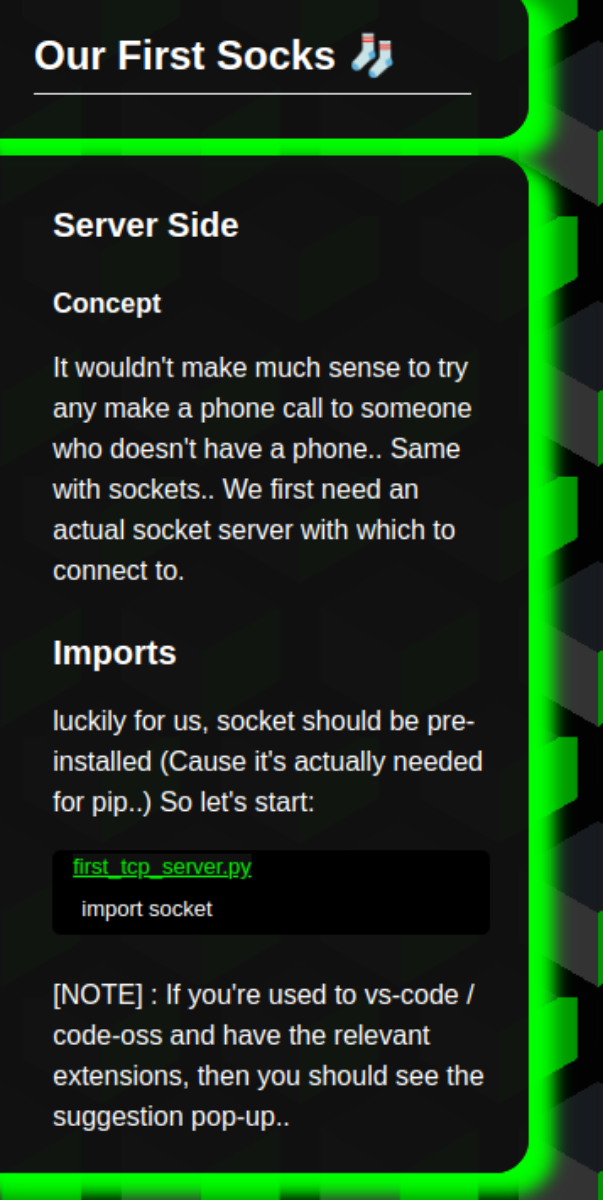 Our First Socks 🧦
Server Side
Concept
It wouldn't make much sense to try
any make a phone call to someone
who doesn't have a phone.. Same
with sockets.. We first need an
actual socket server with which to
connect to.
Imports
luckily for us, socket should be pre-
installed (Cause it's actually needed
for pip..) So let's start:
first_tcp_server.py
import socket
[NOTE] : If you're used to vs-code /
code-oss and have the relevant
extensions, then you should see the
suggestion pop-up..